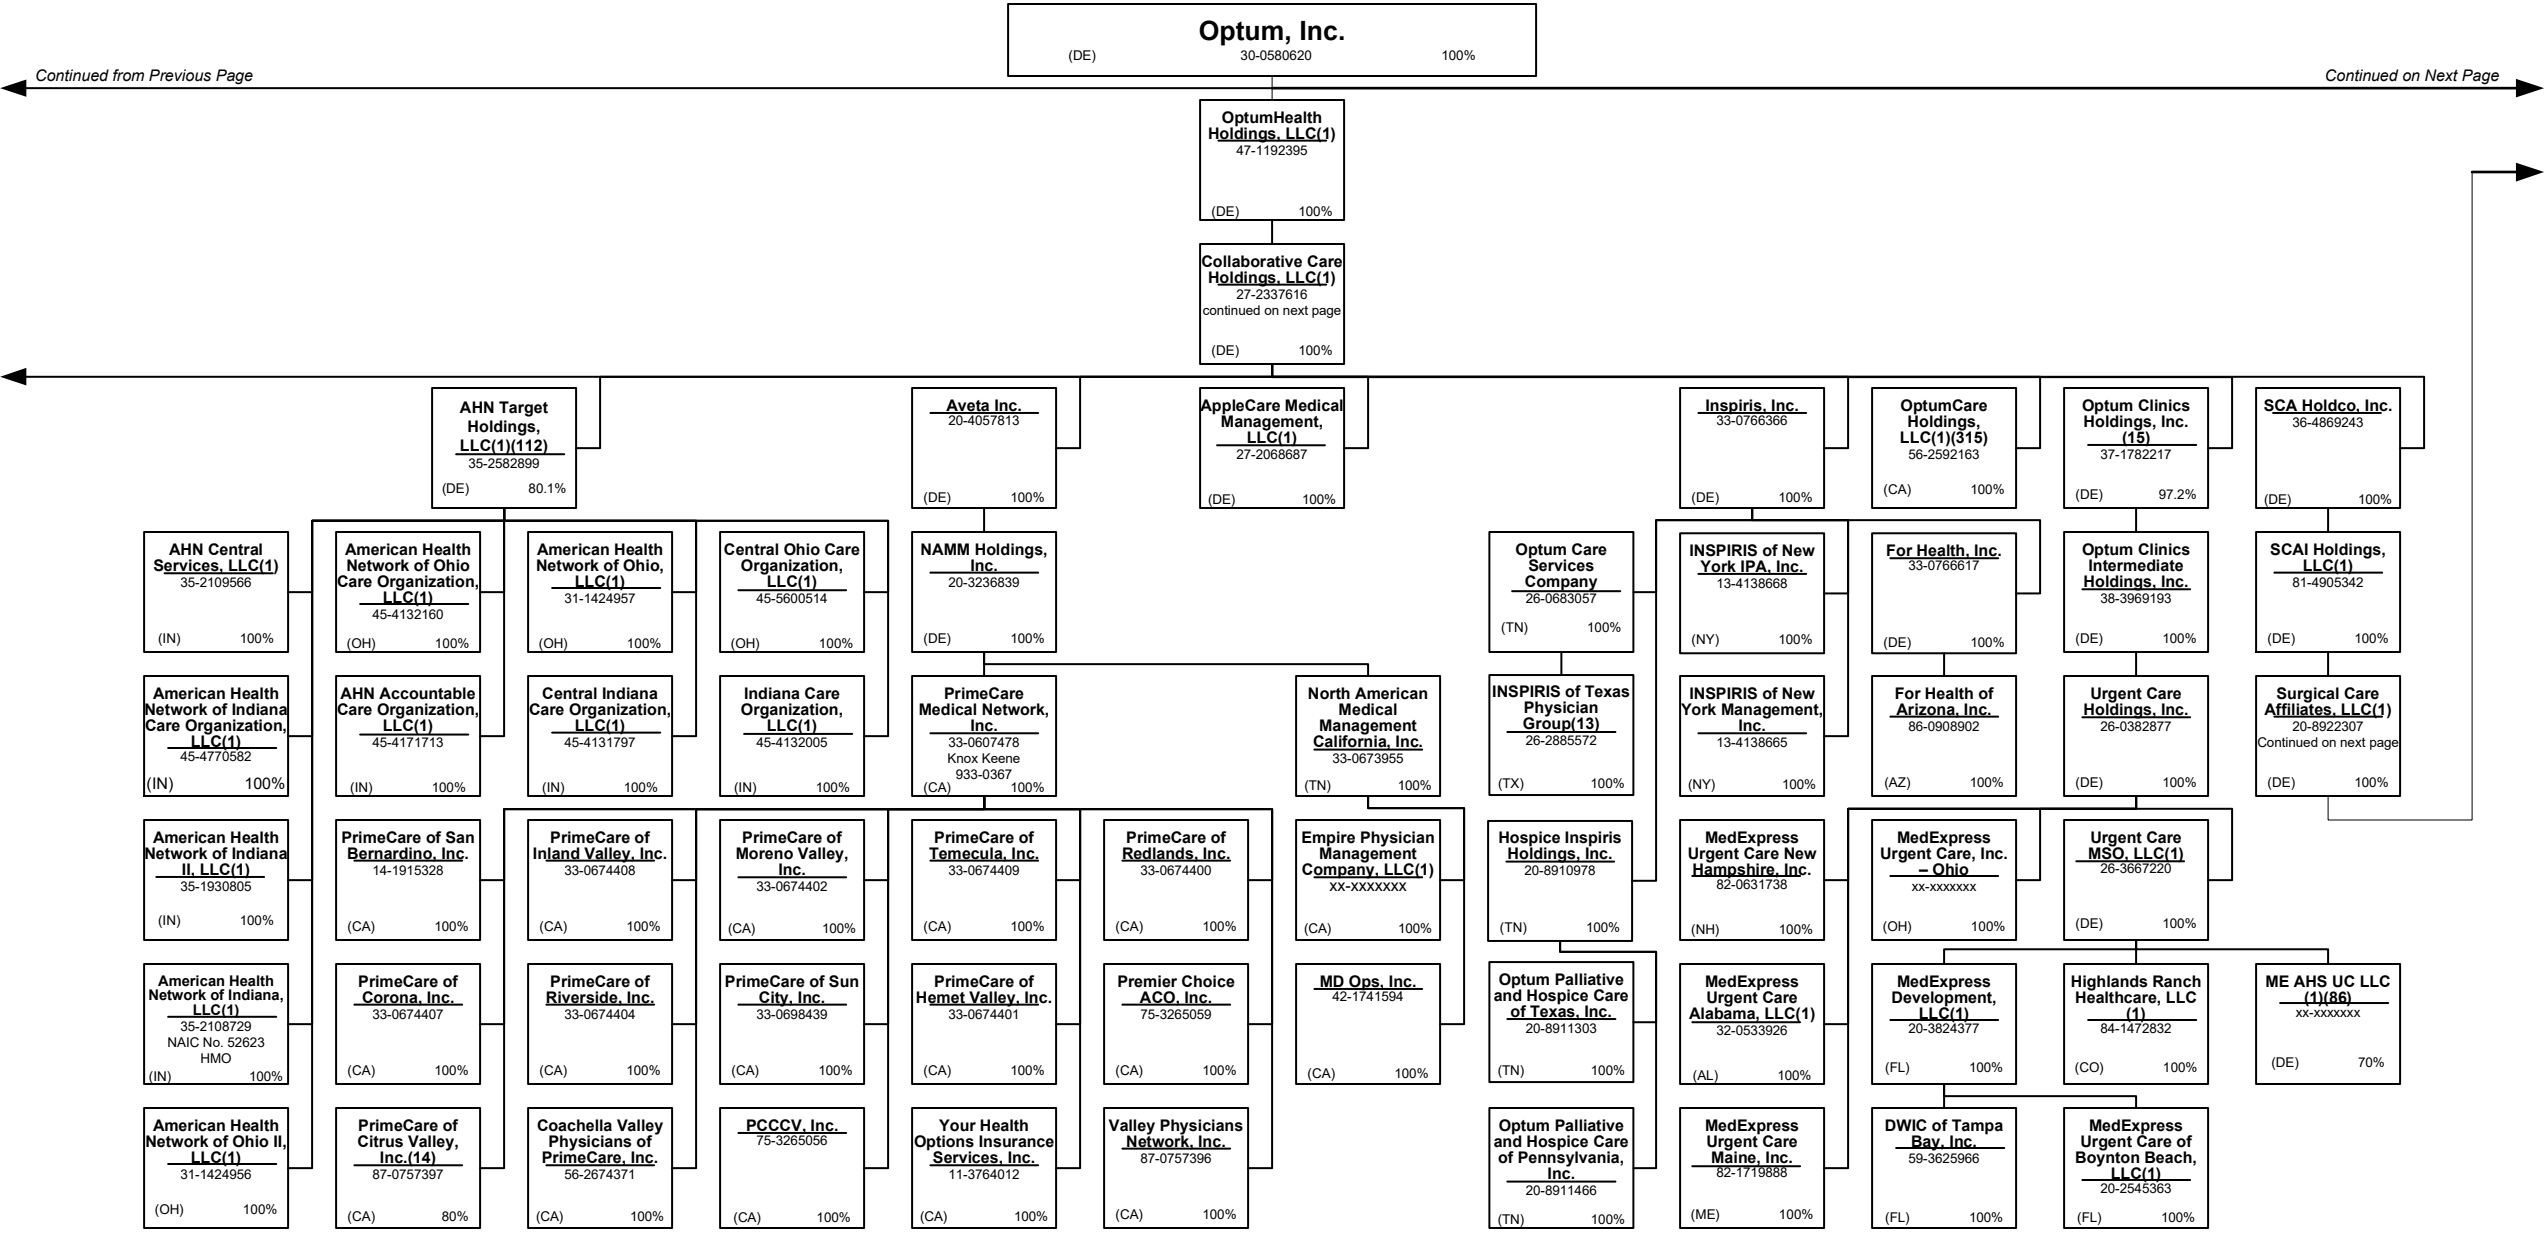 Optum, Inc.
(DE) 30-0580620 100%
Continued from Previous Page
Continued on Next Page
OptumHealth
Holdings, LLC(1)
47-1192395
(DE) 100%
Collaborative Care
Holdings, LLC(1)
27-2337616
continued on next page
(DE) 100%
AHN Target
Holdings,
LLC(1)(112)
35-2582899
(DE) 80.1%
Aveta Inc.
20-4057813
(DE) 100%
AppleCare Medical
Management,
LLC(1)
27-2068687
(DE) 100%
Inspiris, Inc.
33-0766366
(DE) 100%
OptumCare
Holdings,
LLC(1)(315)
56-2592163
(CA) 100%
Optum Clinics
Holdings, Inc.
(15)
37-1782217
(DE) 97.2%
SCA Holdco, Inc.
36-4869243
(DE) 100%
AHN Central
Services, LLC(1)
35-2109566
(IN) 100%
American Health
Network of Ohio
Care Organization,
LLC(1)
45-4132160
(OH) 100%
American Health
Network of Ohio,
LLC(1)
31-1424957
(OH) 100%
Central Ohio Care
Organization,
LLC(1)
45-5600514
(OH) 100%
NAMM Holdings,
Inc.
20-3236839
(DE) 100%
Optum Care
Services
Company
26-0683057
(TN) 100%
INSPIRIS of New
York IPA, Inc.
13-4138668
(NY) 100%
For Health, Inc.
33-0766617
(DE) 100%
Optum Clinics
Intermediate
Holdings, Inc.
38-3969193
(DE) 100%
SCAI Holdings,
LLC(1)
81-4905342
(DE) 100%
American Health
Network of Indiana
Care Organization,
LLC(1)
45-4770582
(IN) 100%
AHN Accountable
Care Organization,
LLC(1)
45-4171713
(IN) 100%
Central Indiana
Care Organization,
LLC(1)
45-4131797
(IN) 100%
Indiana Care
Organization,
LLC(1)
45-4132005
(IN) 100%
PrimeCare
Medical Network,
Inc.
33-0607478
Knox Keene
933-0367
(CA) 100%
North American
Medical
Management
California, Inc.
33-0673955
(TN) 100%
INSPIRIS of Texas
Physician
Group(13)
26-2885572
(TX) 100%
INSPIRIS of New
York Management,
Inc.
13-4138665
(NY) 100%
For Health of
Arizona, Inc.
86-0908902
(AZ) 100%
Urgent Care
Holdings, Inc.
26-0382877
(DE) 100%
Surgical Care
Affiliates, LLC(1)
20-8922307
Continued on next page
(DE) 100%
American Health
Network of Indiana
II, LLC(1)
35-1930805
(IN) 100%
PrimeCare of San
Bernardino, Inc.
14-1915328
(CA) 100%
PrimeCare of
Inland Valley, Inc.
33-0674408
(CA) 100%
PrimeCare of
Moreno Valley,
Inc.
33-0674402
(CA) 100%
PrimeCare of
Temecula, Inc.
33-0674409
(CA) 100%
PrimeCare of
Redlands, Inc.
33-0674400
(CA) 100%
Empire Physician
Management
Company, LLC(1)
xx-xxxxxxx
(CA) 100%
Hospice Inspiris
Holdings, Inc.
20-8910978
(TN) 100%
MedExpress
Urgent Care New
Hampshire, Inc.
82-0631738
(NH) 100%
MedExpress
Urgent Care, Inc.
– Ohio
xx-xxxxxxx
(OH) 100%
Urgent Care
MSO, LLC(1)
26-3667220
(DE) 100%
American Health
Network of Indiana,
LLC(1)
35-2108729
NAIC No. 52623
HMO
(IN) 100%
PrimeCare of
Corona, Inc.
33-0674407
(CA) 100%
PrimeCare of
Riverside, Inc.
33-0674404
(CA) 100%
PrimeCare of Sun
City, Inc.
33-0698439
(CA) 100%
PrimeCare of
Hemet Valley, Inc.
33-0674401
(CA) 100%
Premier Choice
ACO, Inc.
75-3265059
(CA) 100%
MD Ops, Inc.
42-1741594
(CA) 100%
Optum Palliative
and Hospice Care
of Texas, Inc.
20-8911303
(TN) 100%
MedExpress
Urgent Care
Alabama, LLC(1)
32-0533926
(AL) 100%
MedExpress
Development,
LLC(1)
20-3824377
(FL) 100%
Highlands Ranch
Healthcare, LLC
(1)
84-1472832
(CO) 100%
ME AHS UC LLC
(1)(86)
xx-xxxxxxx
(DE) 70%
American Health
Network of Ohio II,
LLC(1)
31-1424956
(OH) 100%
PrimeCare of
Citrus Valley,
Inc.(14)
87-0757397
(CA) 80%
Coachella Valley
Physicians of
PrimeCare, Inc.
56-2674371
(CA) 100%
PCCCV, Inc.
75-3265056
(CA) 100%
Your Health
Options Insurance
Services, Inc.
11-3764012
(CA) 100%
Valley Physicians
Network, Inc.
87-0757396
(CA) 100%
Optum Palliative
and Hospice Care
of Pennsylvania,
Inc.
20-8911466
(TN) 100%
MedExpress
Urgent Care
Maine, Inc.
82-1719888
(ME) 100%
DWIC of Tampa
Bay, Inc.
59-3625966
(FL) 100%
MedExpress
Urgent Care of
Boynton Beach,
LLC(1)
20-2545363
(FL) 100%